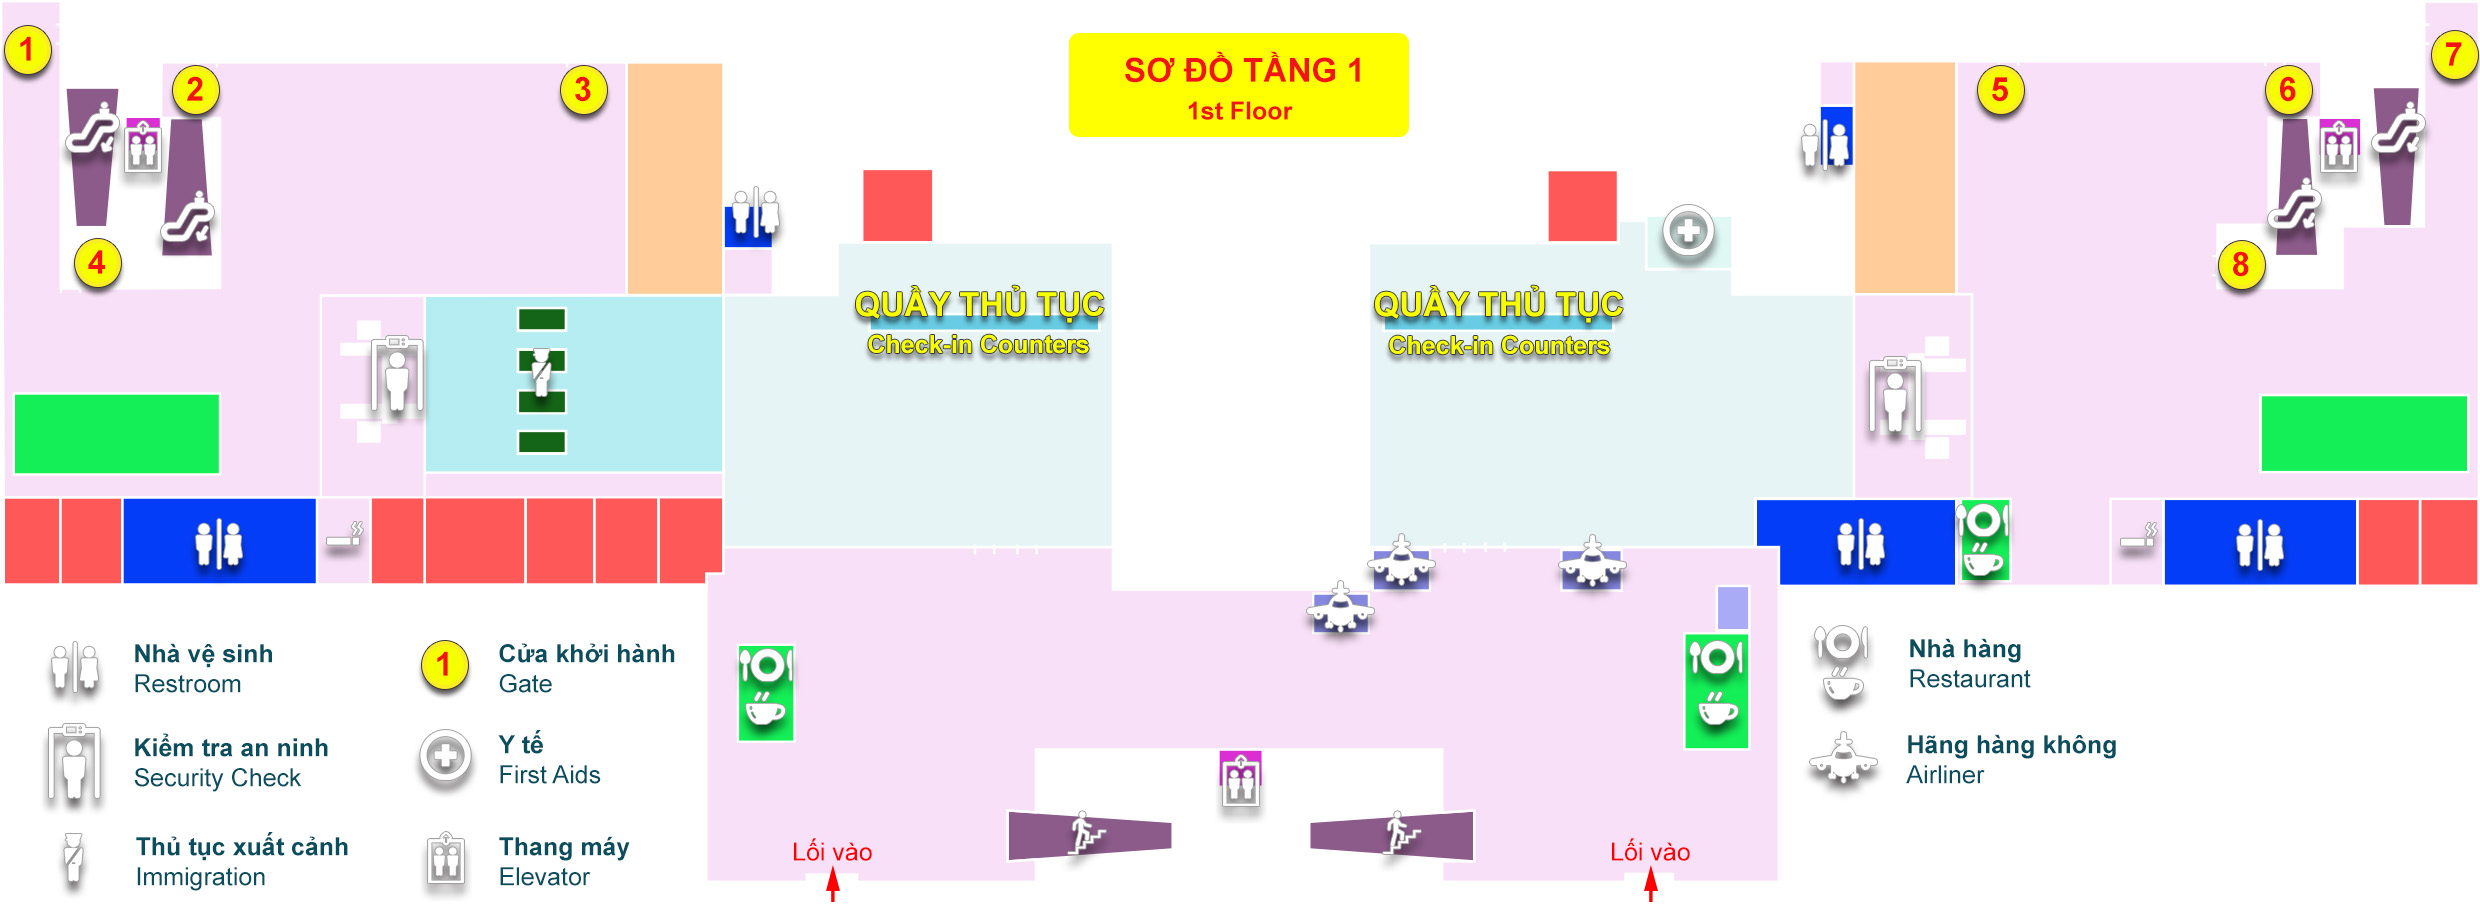 SƠ ĐỒ TẦNG 1
1st Floor
1
2
3
4
5
6
7
8
QUẦY THỦ TỤC
Check-in Counters
QUẦY THỦ TỤC
Check-in Counters
Lối vào
Lối vào
Nhà vệ sinh
Restroom
Kiểm tra an ninh
Security Check
Thủ tục xuất cảnh
Immigration
1
Cửa khởi hành
Gate
Y tế
First Aids
Thang máy
Elevator
Nhà hàng
Restaurant
Hãng hàng không
Airliner